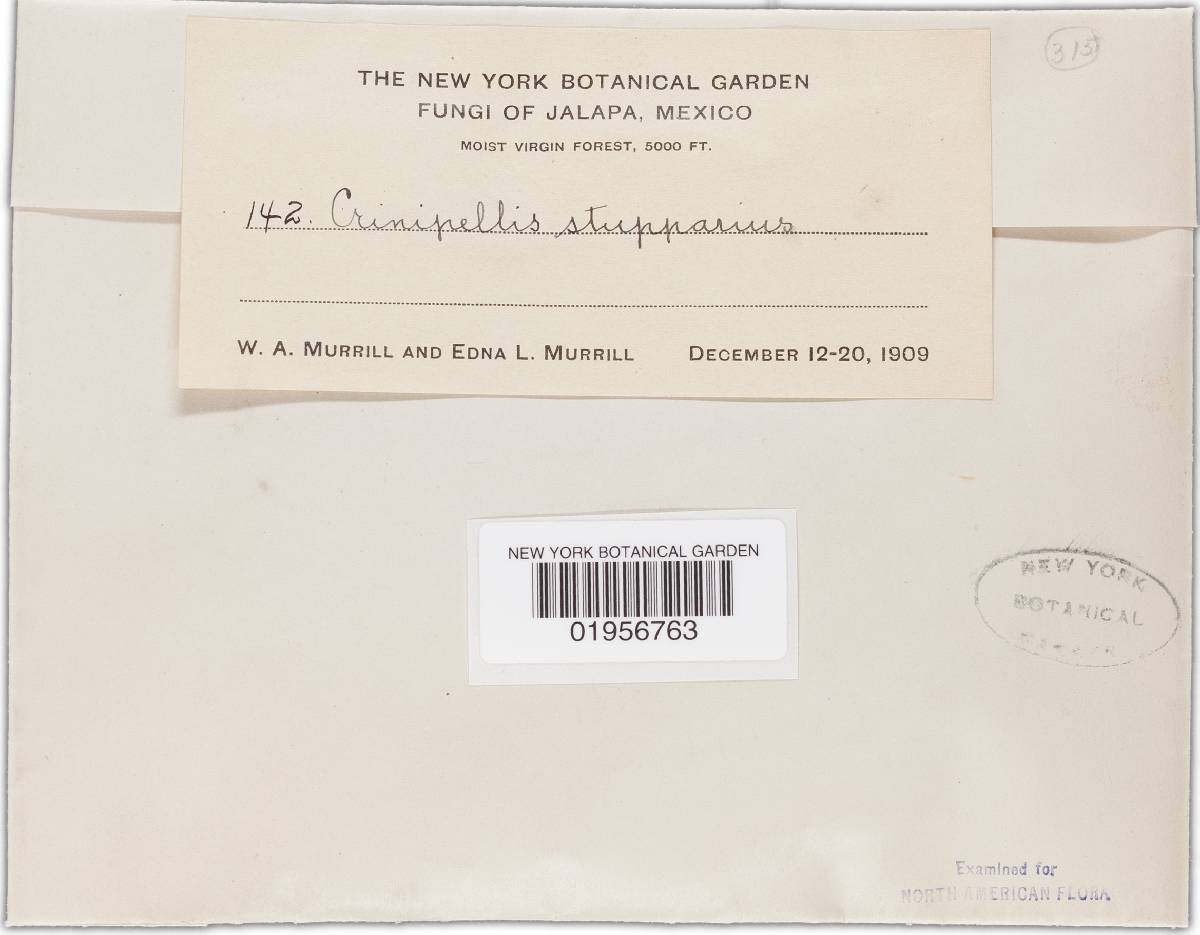 315
THE NEW YORK BOTANICAL GARDEN
FUNGI OF JALAPA, MEXICO
MOIST VIRGIN FOREST, 5000 FT.
142. Crinipellis stupparius
W. A. MURRILL AND EDNA L. MURRILL DECEMBER 12-20, 1909
NEW YORK BOTANICAL GARDEN
01956763
NEW YORK
BOTANICAL
Examined for
NORTH AMERICAN FLORA